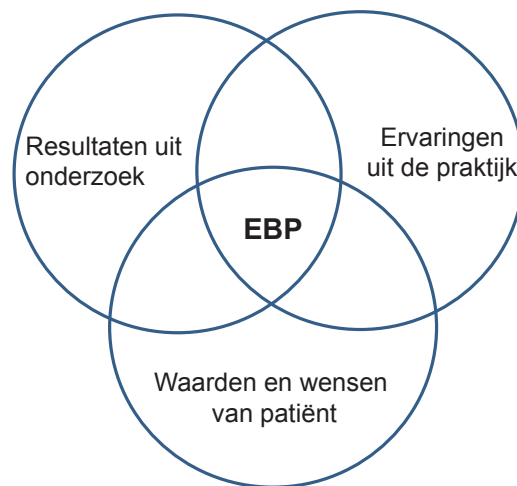 Resultaten uit
onderzoek
Ervaringen
uit de praktijk
EBP
Waarden en wensen
van patiënt